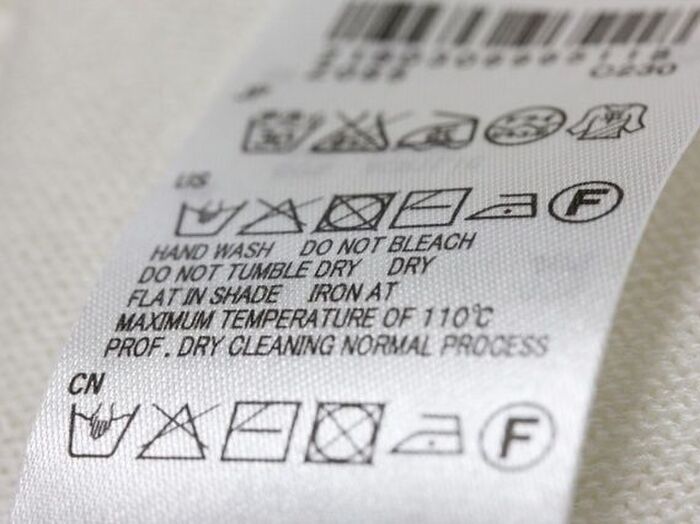 C230
US
F
HAND WASH DO NOT BLEACH
DO NOT TUMBLE DRY DRY
FLAT IN SHADE IRON AT
MAXIMUM TEMPERATURE OF 110°C
PROF. DRY CLEANING NORMAL PROCESS
CN
F